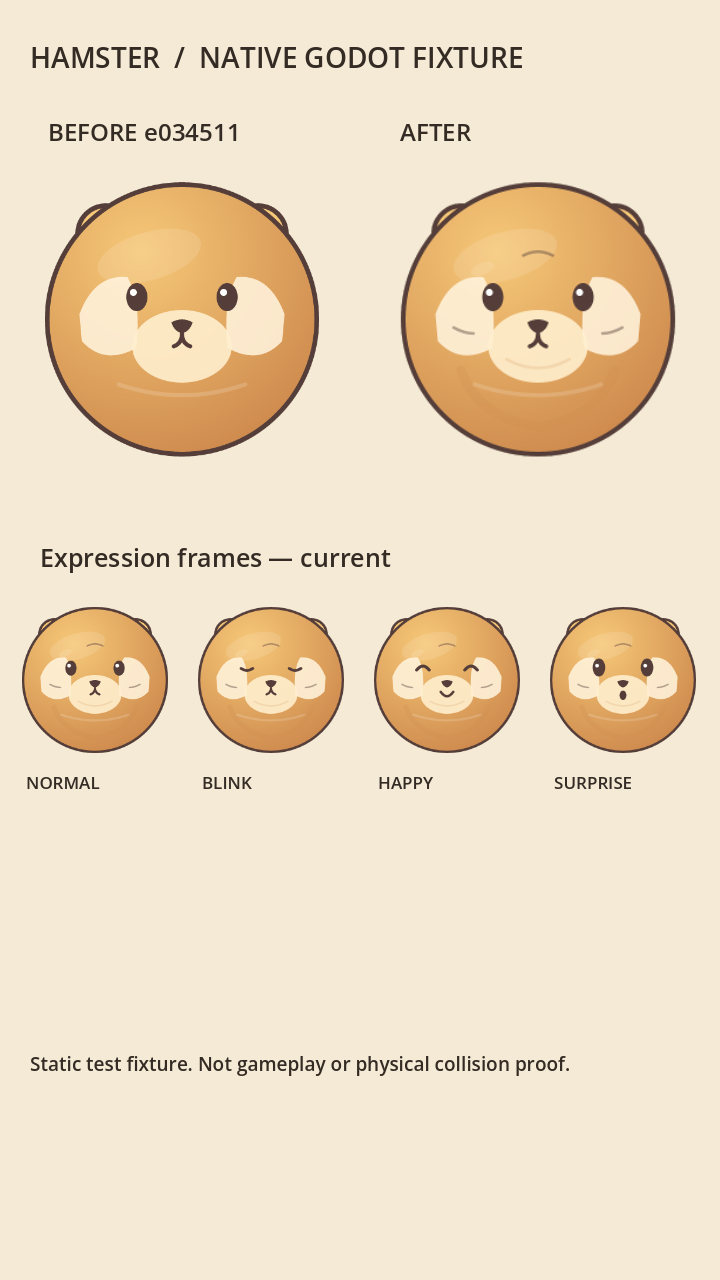 HAMSTER / NATIVE GODOT FIXTURE
BEFORE e034511
AFTER
Expression frames — current
NORMAL
BLINK
HAPPY
SURPRISE
Static test fixture. Not gameplay or physical collision proof.